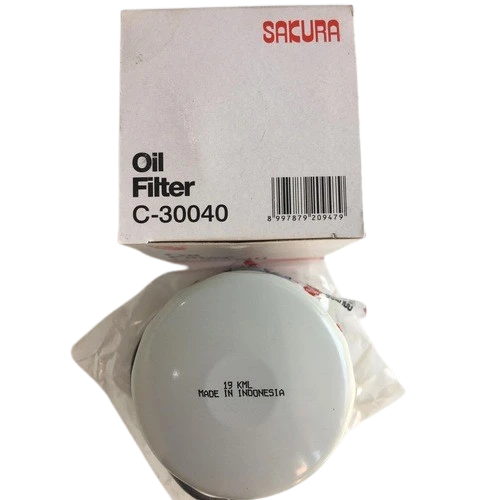 SAKURA
Oil
Filter
C-30040
8 997879 209479
19 KML
MADE IN INDONESIA